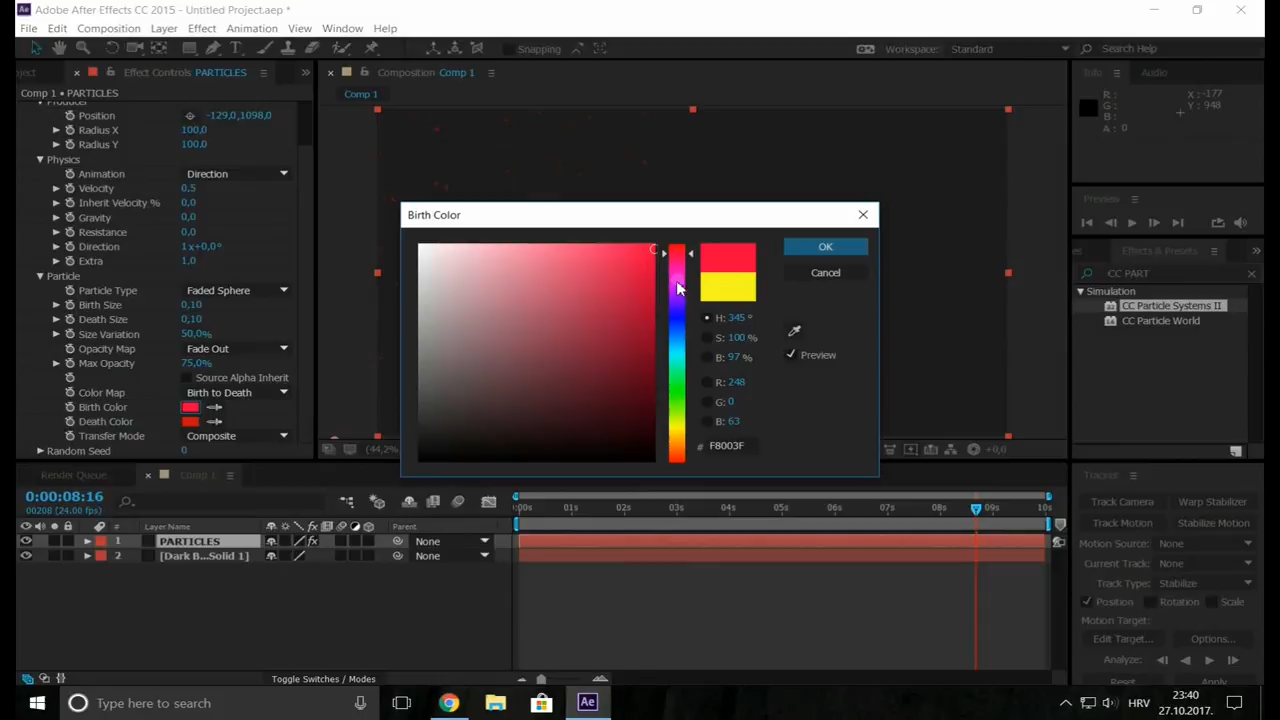 Adobe After Effects CC 2015 - Untitled Project.aep *
File Edit Composition Layer Effect Animation View Window Help
Snapping
Workspace: Standard
Search Help
Effect Controls PARTICLES
Composition Comp 1
Info Audio
Comp 1 • PARTICLES
Comp 1
R :
G :
B :
A : 0
X : -177
Y : 948
Producer
Position -129,0,1098,0
Radius X 100,0
Radius Y 100,0
Physics
Animation Direction
Velocity 0,5
Inherit Velocity % 0,0
Gravity 0,0
Resistance 0,0
Direction 1x+0,0°
Extra 1,0
Particle
Particle Type Faded Sphere
Birth Size 0,10
Death Size 0,10
Size Variation 50,0%
Opacity Map Fade Out
Max Opacity 75,0%
Source Alpha Inherit
Color Map Birth to Death
Birth Color
Death Color
Transfer Mode Composite
Random Seed 0
Birth Color
OK
Cancel
H: 345 °
S: 100 %
B: 97 %
Preview
R: 248
G: 0
B: 63
# F8003F
(44,2%
+0,0
Preview
Effects & Presets
CC PART
Simulation
CC Particle Systems II
CC Particle World
Render Queue Comp 1
0:00:08:16
00208 (24.00 fps)
:00s 01s 02s 03s 04s 05s 06s 07s 08s 09s 10s
# Layer Name Parent
1 PARTICLES None
2 [Dark B...Solid 1] None
Toggle Switches / Modes
Tracker
Track Camera Warp Stabilizer
Track Motion Stabilize Motion
Motion Source: None
Current Track: None
Track Type: Stabilize
Position Rotation Scale
Motion Target:
Edit Target... Options...
Analyze:
Reset Apply
Type here to search
HRV
23:40
27.10.2017.